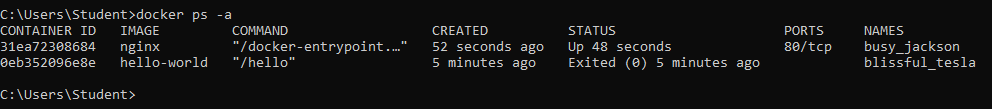 C:\Users\Student>docker ps -a
CONTAINER ID   IMAGE         COMMAND                  CREATED          STATUS                     PORTS     NAMES
31ea72308684   nginx         "/docker-entrypoint.…"   52 seconds ago   Up 48 seconds              80/tcp    busy_jackson
0eb352096e8e   hello-world   "/hello"                 5 minutes ago    Exited (0) 5 minutes ago             blissful_tesla
C:\Users\Student>